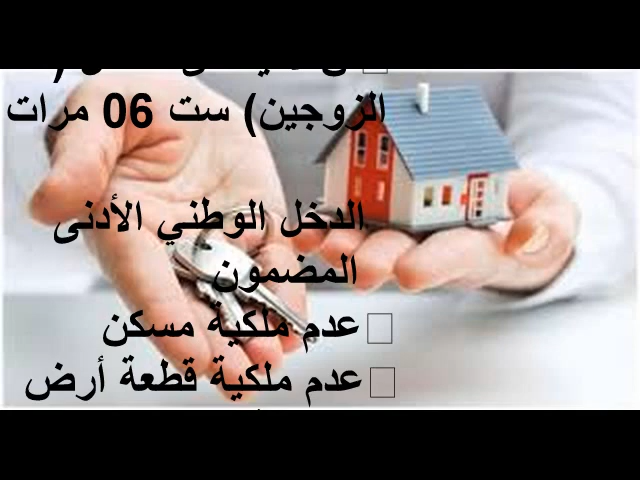 الزوجين) ست 06 مرات
الدخل الوطني الأدنى
المضمون
عدم ملكية مسكن
عدم ملكية قطعة أرض